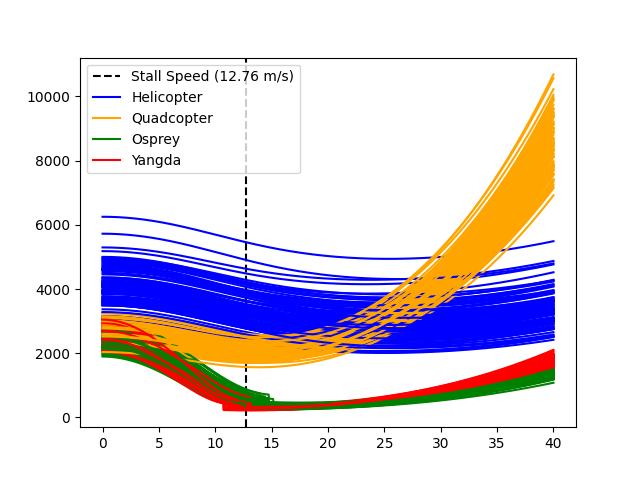 Stall Speed (12.76 m/s)
Helicopter
Quadcopter
Osprey
Yangda
10000
8000
6000
4000
2000
0
0 5 10 15 20 25 30 35 40